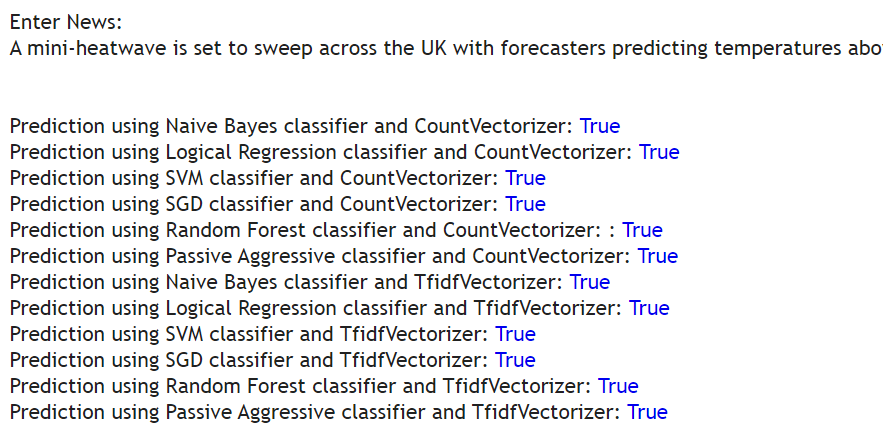 Enter News:
A mini-heatwave is set to sweep across the UK with forecasters predicting temperatures
Prediction using Naive Bayes classifier and CountVectorizer: True
Prediction using Logical Regression classifier and CountVectorizer: True
Prediction using SVM classifier and CountVectorizer: True
Prediction using SGD classifier and CountVectorizer: True
Prediction using Random Forest classifier and CountVectorizer: : True
Prediction using Passive Aggressive classifier and CountVectorizer: True
Prediction using Naive Bayes classifier and TfidfVectorizer: True
Prediction using Logical Regression classifier and TfidfVectorizer: True
Prediction using SVM classifier and TfidfVectorizer: True
Prediction using SGD classifier and TfidfVectorizer: True
Prediction using Random Forest classifier and TfidfVectorizer: True
Prediction using Passive Aggressive classifier and TfidfVectorizer: True